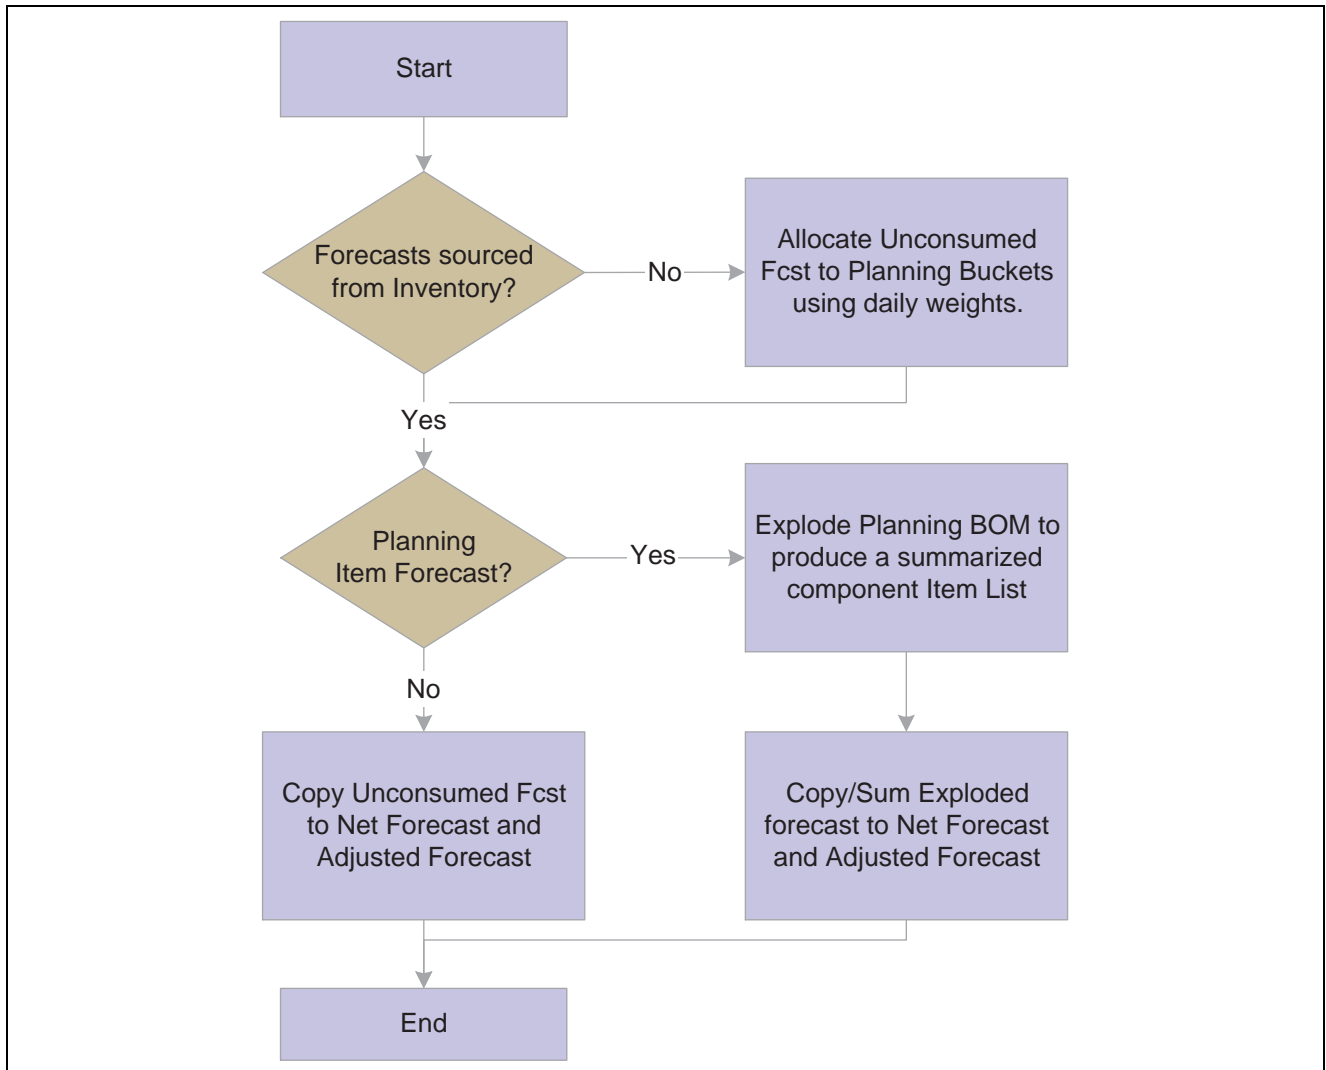 Start
Forecasts sourced
from Inventory?
No
Allocate Unconsumed
Fcst to Planning Buckets
using daily weights.
Yes
Planning
Item Forecast?
Yes
Explode Planning BOM to
produce a summarized
component Item List
No
Copy Unconsumed Fcst
to Net Forecast and
Adjusted Forecast
Copy/Sum Exploded
forecast to Net Forecast
and Adjusted Forecast
End